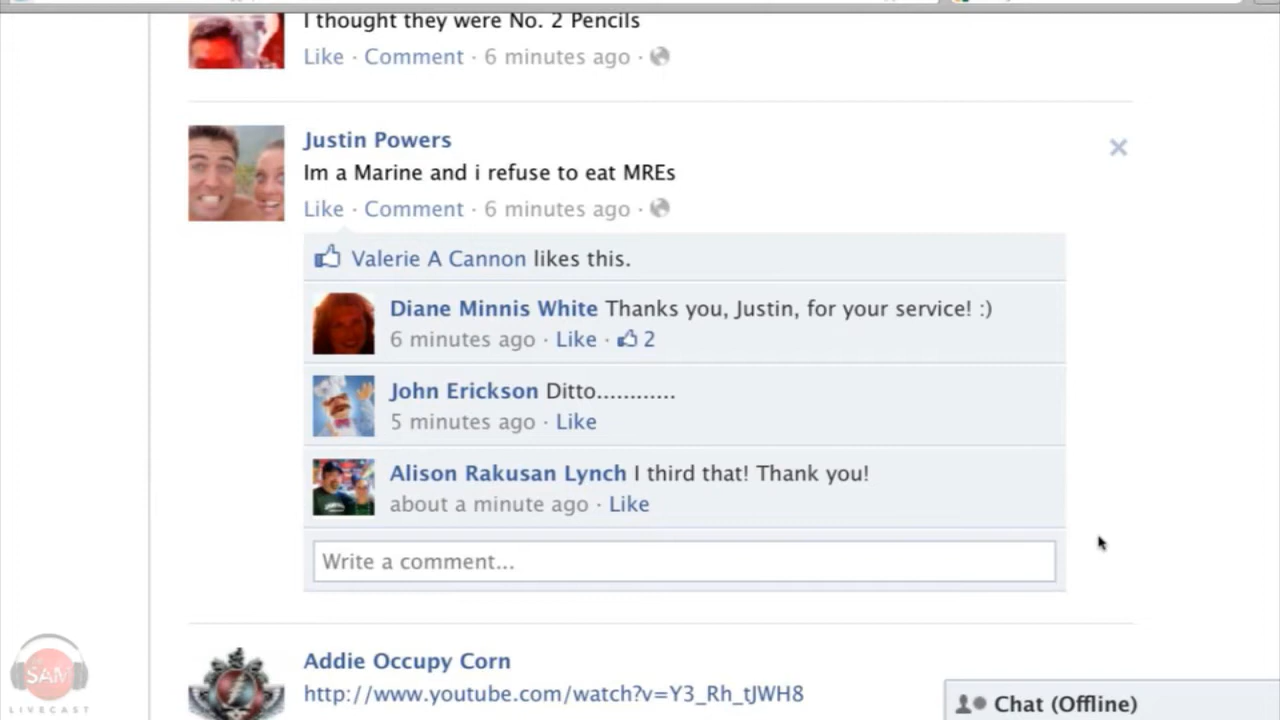 I thought they were No. 2 Pencils
Like · Comment · 6 minutes ago ·
Justin Powers
Im a Marine and i refuse to eat MREs
Like · Comment · 6 minutes ago ·
Valerie A Cannon likes this.
Diane Minnis White Thanks you, Justin, for your service! :)
6 minutes ago · Like · 2
John Erickson Ditto............
5 minutes ago · Like
Alison Rakusan Lynch I third that! Thank you!
about a minute ago · Like
Write a comment...
Addie Occupy Corn
http://www.youtube.com/watch?v=Y3_Rh_tJWH8
Chat (Offline)
SAM
LIVECAST